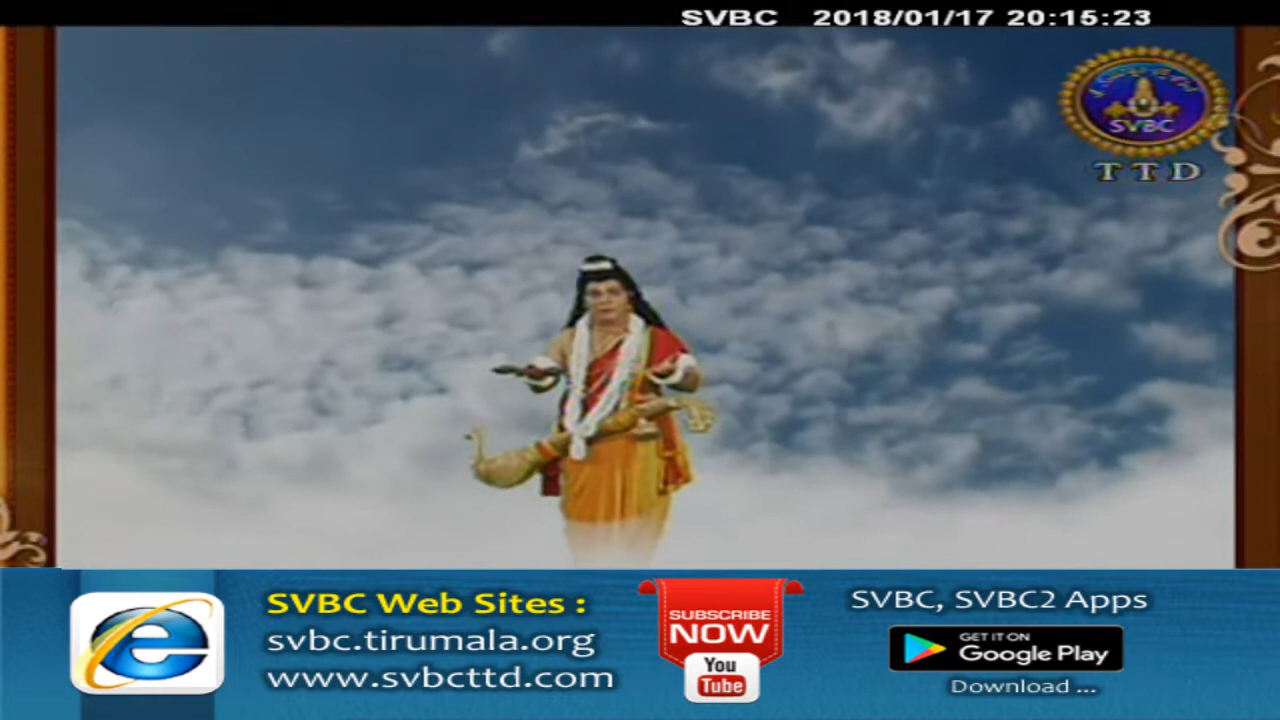 SVBC 2018/01/17 20:15:23
SVBC
TTD
SVBC Web Sites :
svbc.tirumala.org
www.svbcttd.com
SUBSCRIBE
NOW
You
Tube
SVBC, SVBC2 Apps
GET IT ON
Google Play
Download ...